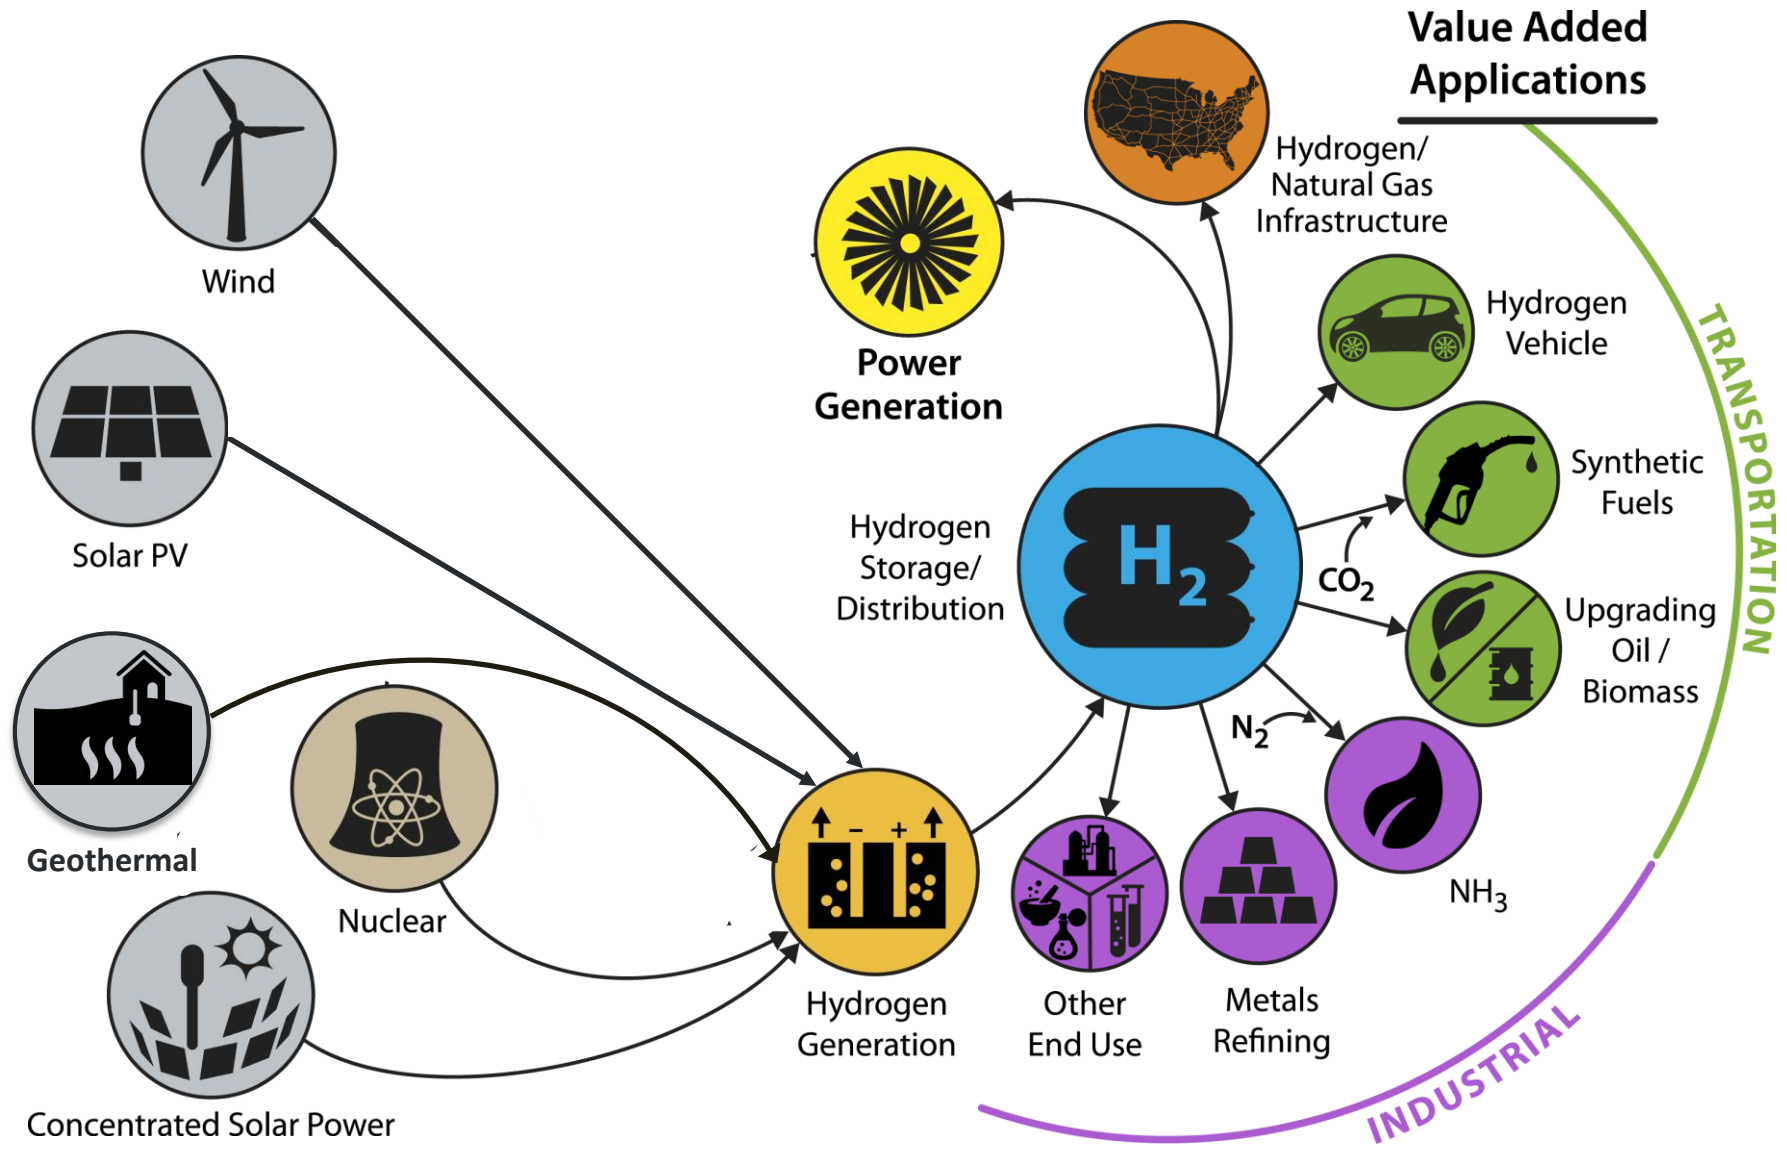 Value Added
Applications
Hydrogen/
Natural Gas
Infrastructure
Wind
Power
Generation
Hydrogen
Vehicle
TRANSPORTATION
Solar PV
Synthetic
Fuels
Hydrogen
Storage/
Distribution
H2
CO2
Upgrading
Oil /
Biomass
N2
Geothermal
Nuclear
− +
NH3
Hydrogen
Generation
Other
End Use
Metals
Refining
INDUSTRIAL
Concentrated Solar Power